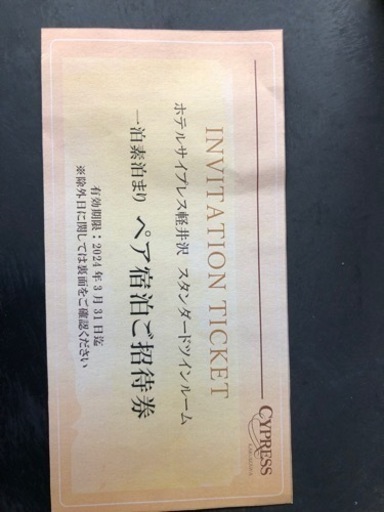 INVITATION TICKET
ホテルサイプレス軽井沢 スタンダードツインルーム
一泊素泊まり ペア宿泊ご招待券
有効期限：2024年3月31日迄
※除外日に関しては裏面をご確認ください
CYPRESS
KARUIZAWA